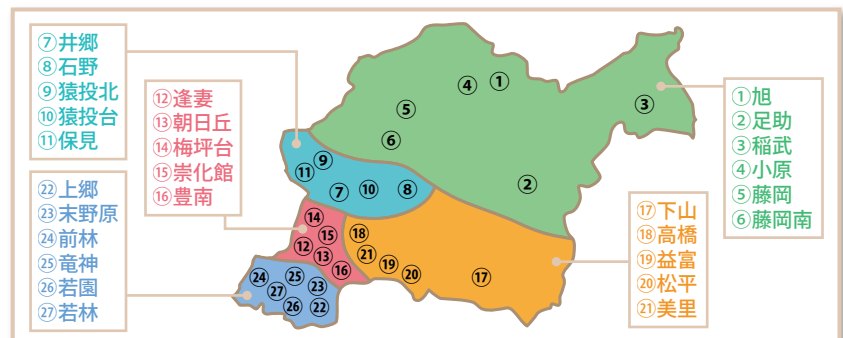 ⑦井郷
⑧石野
⑨猿投北
⑩猿投台
⑪保見
⑫逢妻
⑬朝日丘
⑭梅坪台
⑮崇化館
⑯豊南
㉒上郷
㉓末野原
㉔前林
㉕竜神
㉖若園
㉗若林
①旭
②足助
③稲武
④小原
⑤藤岡
⑥藤岡南
⑰下山
⑱高橋
⑲益富
⑳松平
㉑美里
④ ①
③
⑤
⑥
②
⑨
⑪
⑦ ⑩ ⑧
⑭
⑮
⑫
⑬
⑯
⑱
㉑
⑲
⑳
⑰
㉔ ㉕
㉗ ㉓
㉖ ㉒